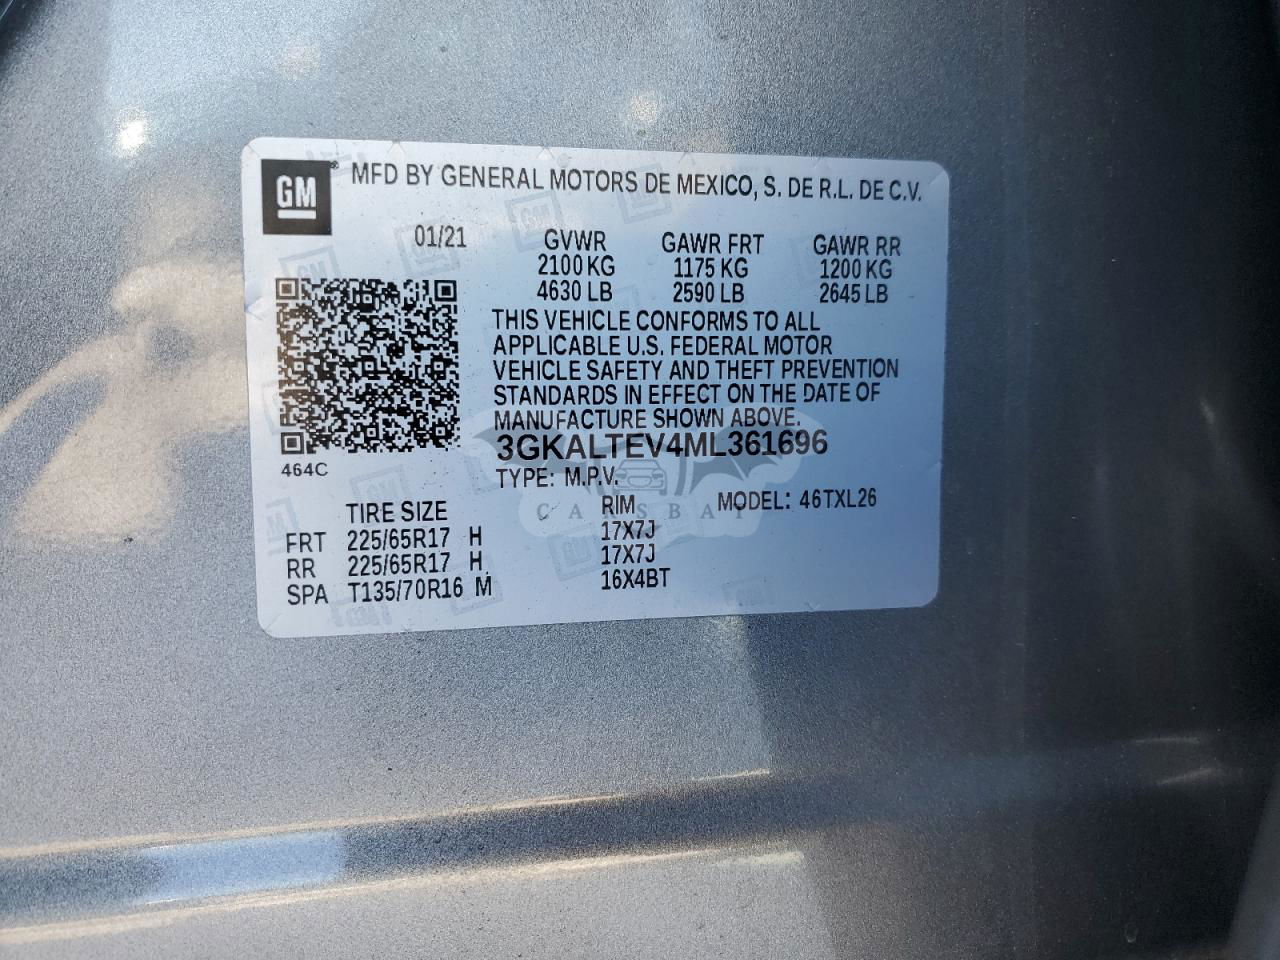 GM
MFD BY GENERAL MOTORS DE MEXICO, S. DE R.L. DE C.V.
01/21 GVWR GAWR FRT GAWR RR
2100 KG 1175 KG 1200 KG
4630 LB 2590 LB 2645 LB
THIS VEHICLE CONFORMS TO ALL
APPLICABLE U.S. FEDERAL MOTOR
VEHICLE SAFETY AND THEFT PREVENTION
STANDARDS IN EFFECT ON THE DATE OF
MANUFACTURE SHOWN ABOVE.
3GKALTEV4ML361696
464C
TYPE: M.P.V.
TIRE SIZE RIM MODEL: 46TXL26
CARSBAT
FRT 225/65R17 H 17X7J
RR 225/65R17 H 17X7J
SPA T135/70R16 M 16X4BT